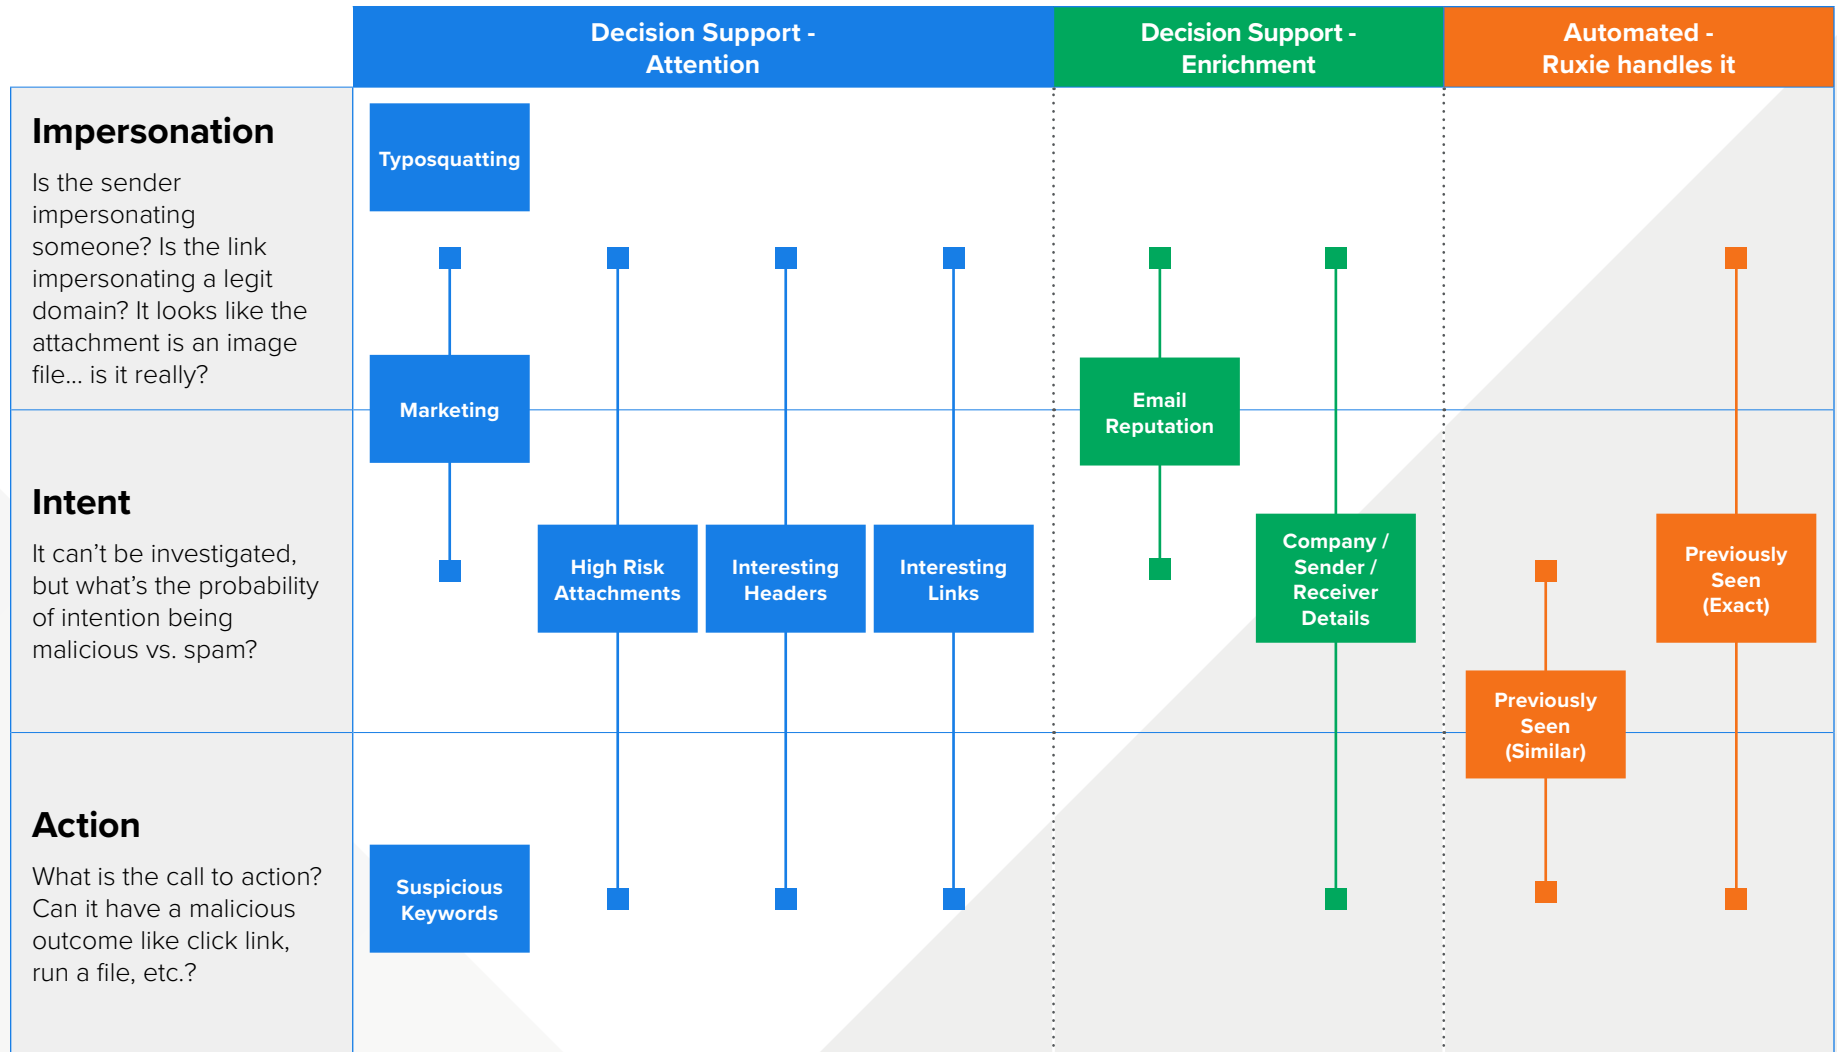 Decision Support -
Attention
Decision Support -
Enrichment
Automated -
Ruxie handles it
Impersonation
Is the sender
impersonating
someone? Is the link
impersonating a legit
domain? It looks like the
attachment is an image
file... is it really?
Typosquatting
Marketing
Email
Reputation
Intent
It can’t be investigated,
but what’s the probability
of intention being
malicious vs. spam?
High Risk
Attachments
Interesting
Headers
Interesting
Links
Company /
Sender /
Receiver
Details
Previously
Seen
(Exact)
Previously
Seen
(Similar)
Action
What is the call to action?
Can it have a malicious
outcome like click link,
run a file, etc.?
Suspicious
Keywords